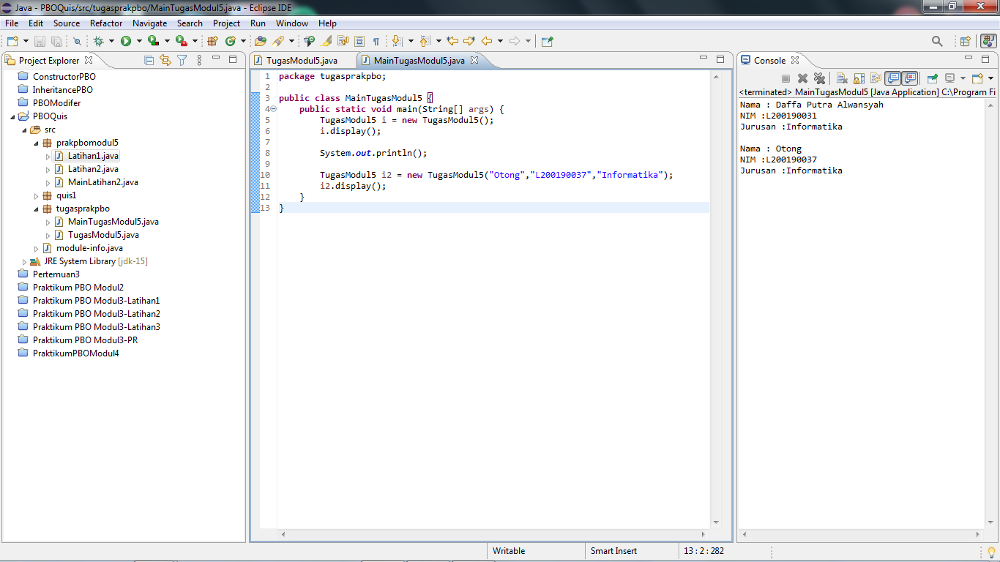 Java - PBOQuis/src/tugasprakpbo/MainTugasModul5.java - Eclipse IDE
File Edit Source Refactor Navigate Search Project Run Window Help
Project Explorer
ConstructorPBO
InheritancePBO
PBOModifer
PBOQuis
src
prakpbomodul5
Latihan1.java
Latihan2.java
MainLatihan2.java
quis1
tugasprakpbo
MainTugasModul5.java
TugasModul5.java
module-info.java
JRE System Library [jdk-15]
Pertemuan3
Praktikum PBO Modul2
Praktikum PBO Modul3-Latihan1
Praktikum PBO Modul3-Latihan2
Praktikum PBO Modul3-Latihan3
Praktikum PBO Modul3-PR
PraktikumPBOModul4
TugasModul5.java MainTugasModul5.java
1 package tugasprakpbo;
2
3 public class MainTugasModul5 {
4 public static void main(String[] args) {
5 TugasModul5 i = new TugasModul5();
6 i.display();
7
8 System.out.println();
9
10 TugasModul5 i2 = new TugasModul5("Otong","L200190037","Informatika");
11 i2.display();
12 }
13 }
Console
<terminated> MainTugasModul5 [Java Application] C:\Program Fi
Nama : Daffa Putra Alwansyah
NIM :L200190031
Jurusan :Informatika
Nama : Otong
NIM :L200190037
Jurusan :Informatika
Writable Smart Insert 13 : 2 : 282